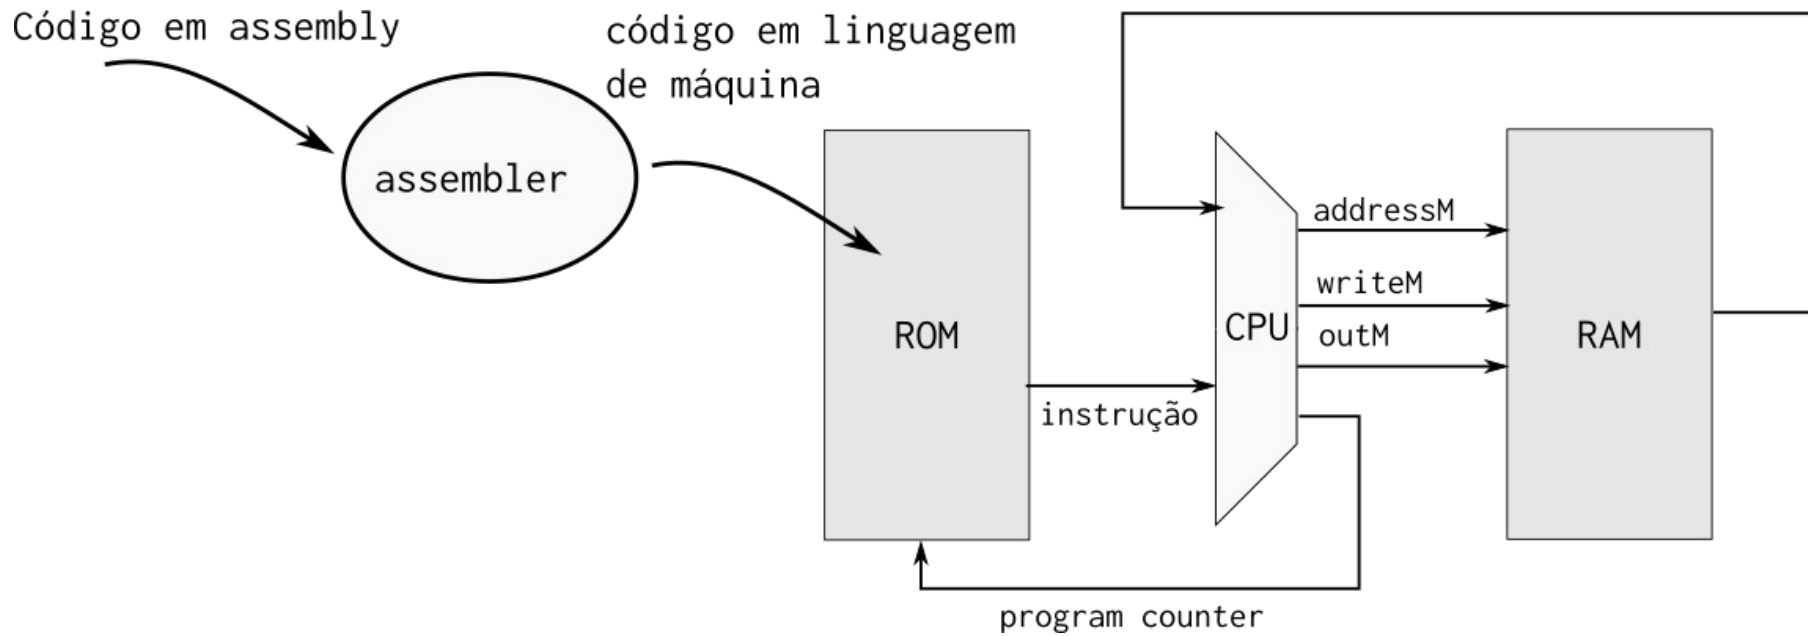 Código em assembly
código em linguagem
de máquina
assembler
ROM
instrução
CPU
addressM
writeM
outM
RAM
program counter